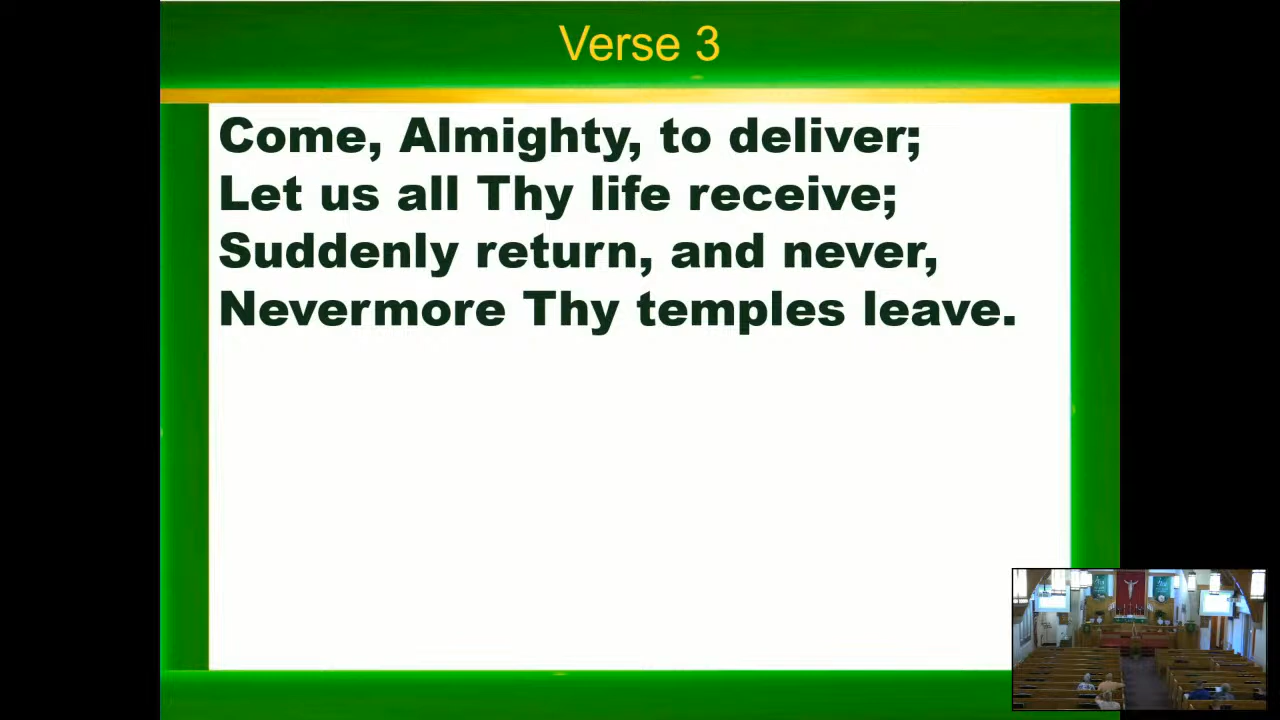 Verse 3
Come, Almighty, to deliver;
Let us all Thy life receive;
Suddenly return, and never,
Nevermore Thy temples leave.